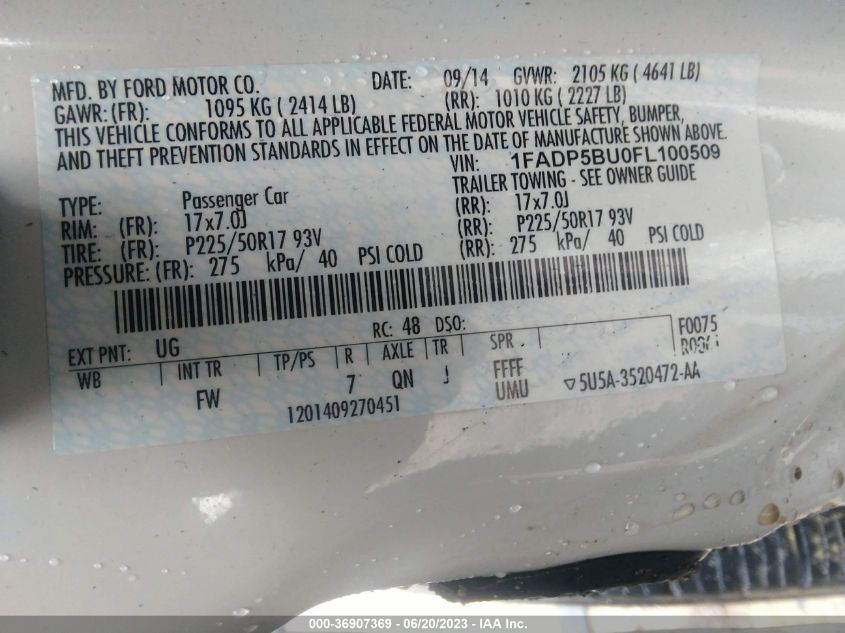 MFD. BY FORD MOTOR CO. DATE: 09/14 GVWR: 2105 KG ( 4641 LB)
GAWR: (FR): 1095 KG ( 2414 LB) (RR): 1010 KG ( 2227 LB)
THIS VEHICLE CONFORMS TO ALL APPLICABLE FEDERAL MOTOR VEHICLE SAFETY, BUMPER,
AND THEFT PREVENTION STANDARDS IN EFFECT ON THE DATE OF MANUFACTURE SHOWN ABOVE.
VIN: 1FADP5BU0FL100509
TYPE: Passenger Car TRAILER TOWING - SEE OWNER GUIDE
RIM: (FR): 17x7.0J (RR): 17x7.0J
TIRE: (FR): P225/50R17 93V (RR): P225/50R17 93V
PRESSURE: (FR): 275 kPa/ 40 PSI COLD (RR): 275 kPa/ 40 PSI COLD
EXT PNT: UG RC: 48 DSO: F0075
WB INT TR TP/PS R AXLE TR SPR
FW 7 QN J FFFF
UMU
1201409270451 5U5A-3520472-AA
000-36907369 - 06/20/2023 - IAA Inc.